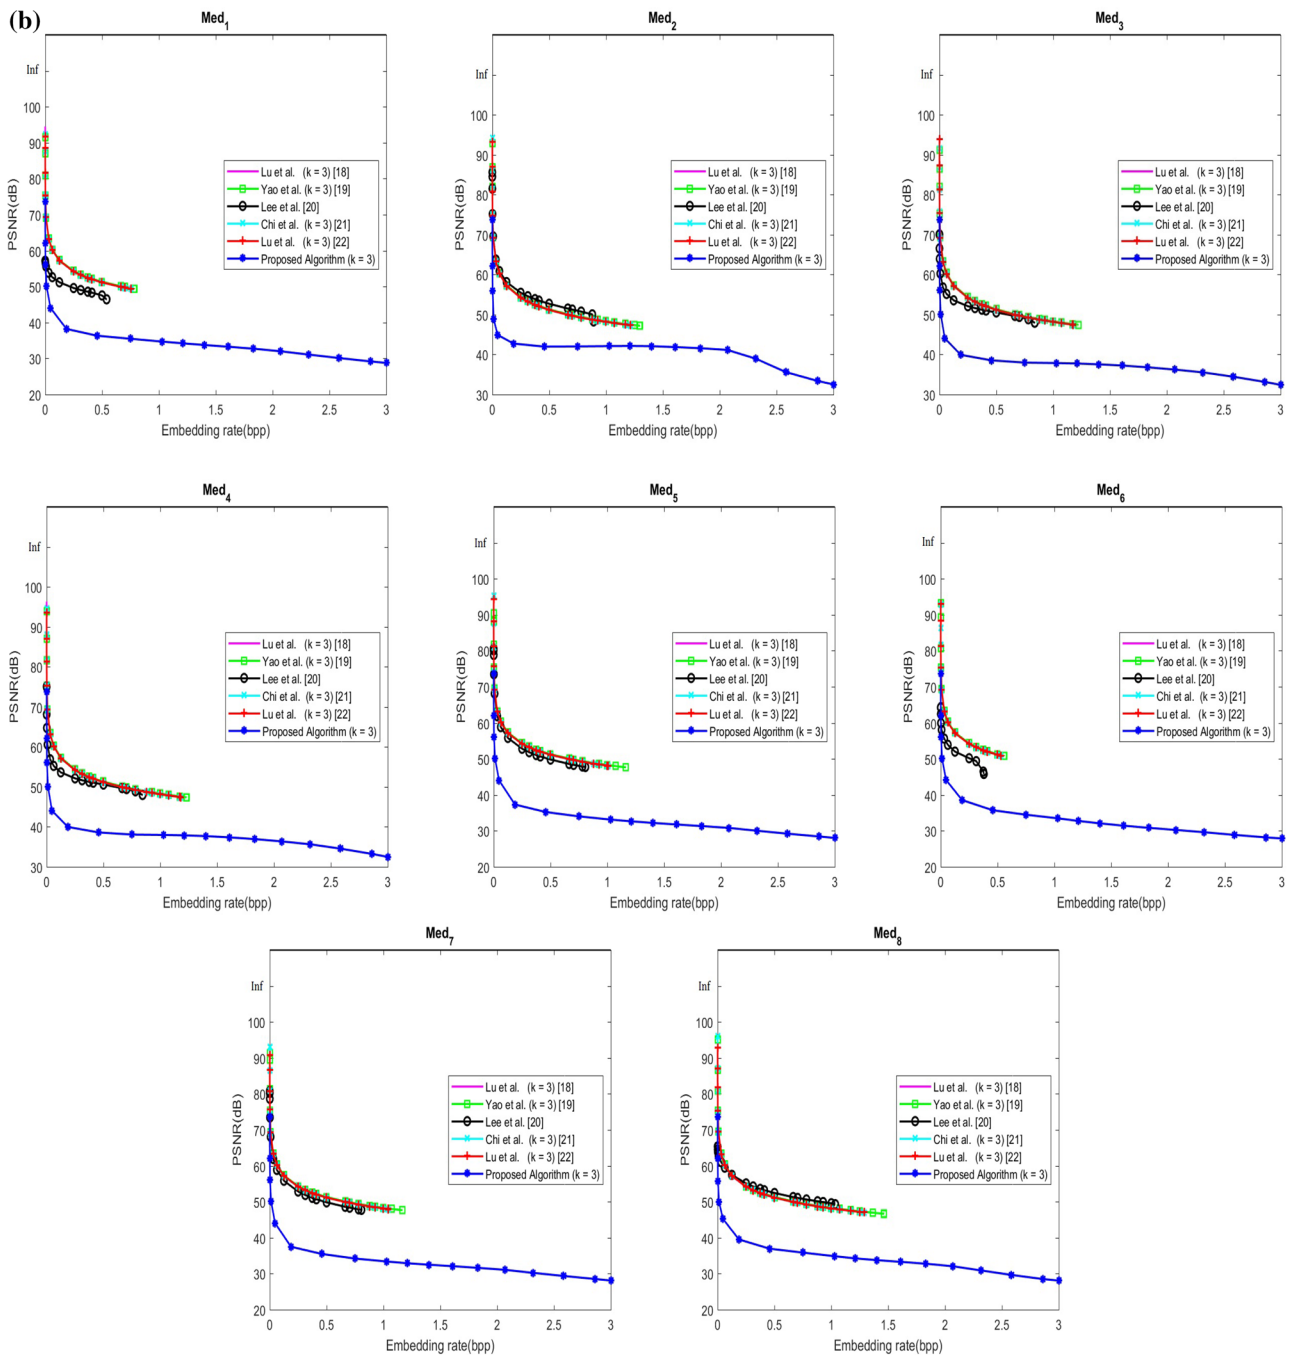 (b)
Med1
Inf
100
90
80
70
60
50
40
30
20
PSNR(dB)
Lu et al. (k = 3) [18]
Yao et al. (k = 3) [19]
Lee et al. [20]
Chi et al. (k = 3) [21]
Lu et al. (k = 3) [22]
Proposed Algorithm (k = 3)
0 0.5 1 1.5 2 2.5 3
Embedding rate(bpp)
Med2
Inf
100
90
80
70
60
50
40
30
PSNR(dB)
Lu et al. (k = 3) [18]
Yao et al. (k = 3) [19]
Lee et al. [20]
Chi et al. (k = 3) [21]
Lu et al. (k = 3) [22]
Proposed Algorithm (k = 3)
0 0.5 1 1.5 2 2.5 3
Embedding rate(bpp)
Med3
Inf
100
90
80
70
60
50
40
30
PSNR(dB)
Lu et al. (k = 3) [18]
Yao et al. (k = 3) [19]
Lee et al. [20]
Chi et al. (k = 3) [21]
Lu et al. (k = 3) [22]
Proposed Algorithm (k = 3)
0 0.5 1 1.5 2 2.5 3
Embedding rate(bpp)
Med4
Inf
100
90
80
70
60
50
40
30
PSNR(dB)
Lu et al. (k = 3) [18]
Yao et al. (k = 3) [19]
Lee et al. [20]
Chi et al. (k = 3) [21]
Lu et al. (k = 3) [22]
Proposed Algorithm (k = 3)
0 0.5 1 1.5 2 2.5 3
Embedding rate(bpp)
Med5
Inf
100
90
80
70
60
50
40
30
20
PSNR(dB)
Lu et al. (k = 3) [18]
Yao et al. (k = 3) [19]
Lee et al. [20]
Chi et al. (k = 3) [21]
Lu et al. (k = 3) [22]
Proposed Algorithm (k = 3)
0 0.5 1 1.5 2 2.5 3
Embedding rate(bpp)
Med6
Inf
100
90
80
70
60
50
40
30
20
PSNR(dB)
Lu et al. (k = 3) [18]
Yao et al. (k = 3) [19]
Lee et al. [20]
Chi et al. (k = 3) [21]
Lu et al. (k = 3) [22]
Proposed Algorithm (k = 3)
0 0.5 1 1.5 2 2.5 3
Embedding rate(bpp)
Med7
Inf
100
90
80
70
60
50
40
30
20
PSNR(dB)
Lu et al. (k = 3) [18]
Yao et al. (k = 3) [19]
Lee et al. [20]
Chi et al. (k = 3) [21]
Lu et al. (k = 3) [22]
Proposed Algorithm (k = 3)
0 0.5 1 1.5 2 2.5 3
Embedding rate(bpp)
Med8
Inf
100
90
80
70
60
50
40
30
20
PSNR(dB)
Lu et al. (k = 3) [18]
Yao et al. (k = 3) [19]
Lee et al. [20]
Chi et al. (k = 3) [21]
Lu et al. (k = 3) [22]
Proposed Algorithm (k = 3)
0 0.5 1 1.5 2 2.5 3
Embedding rate(bpp)